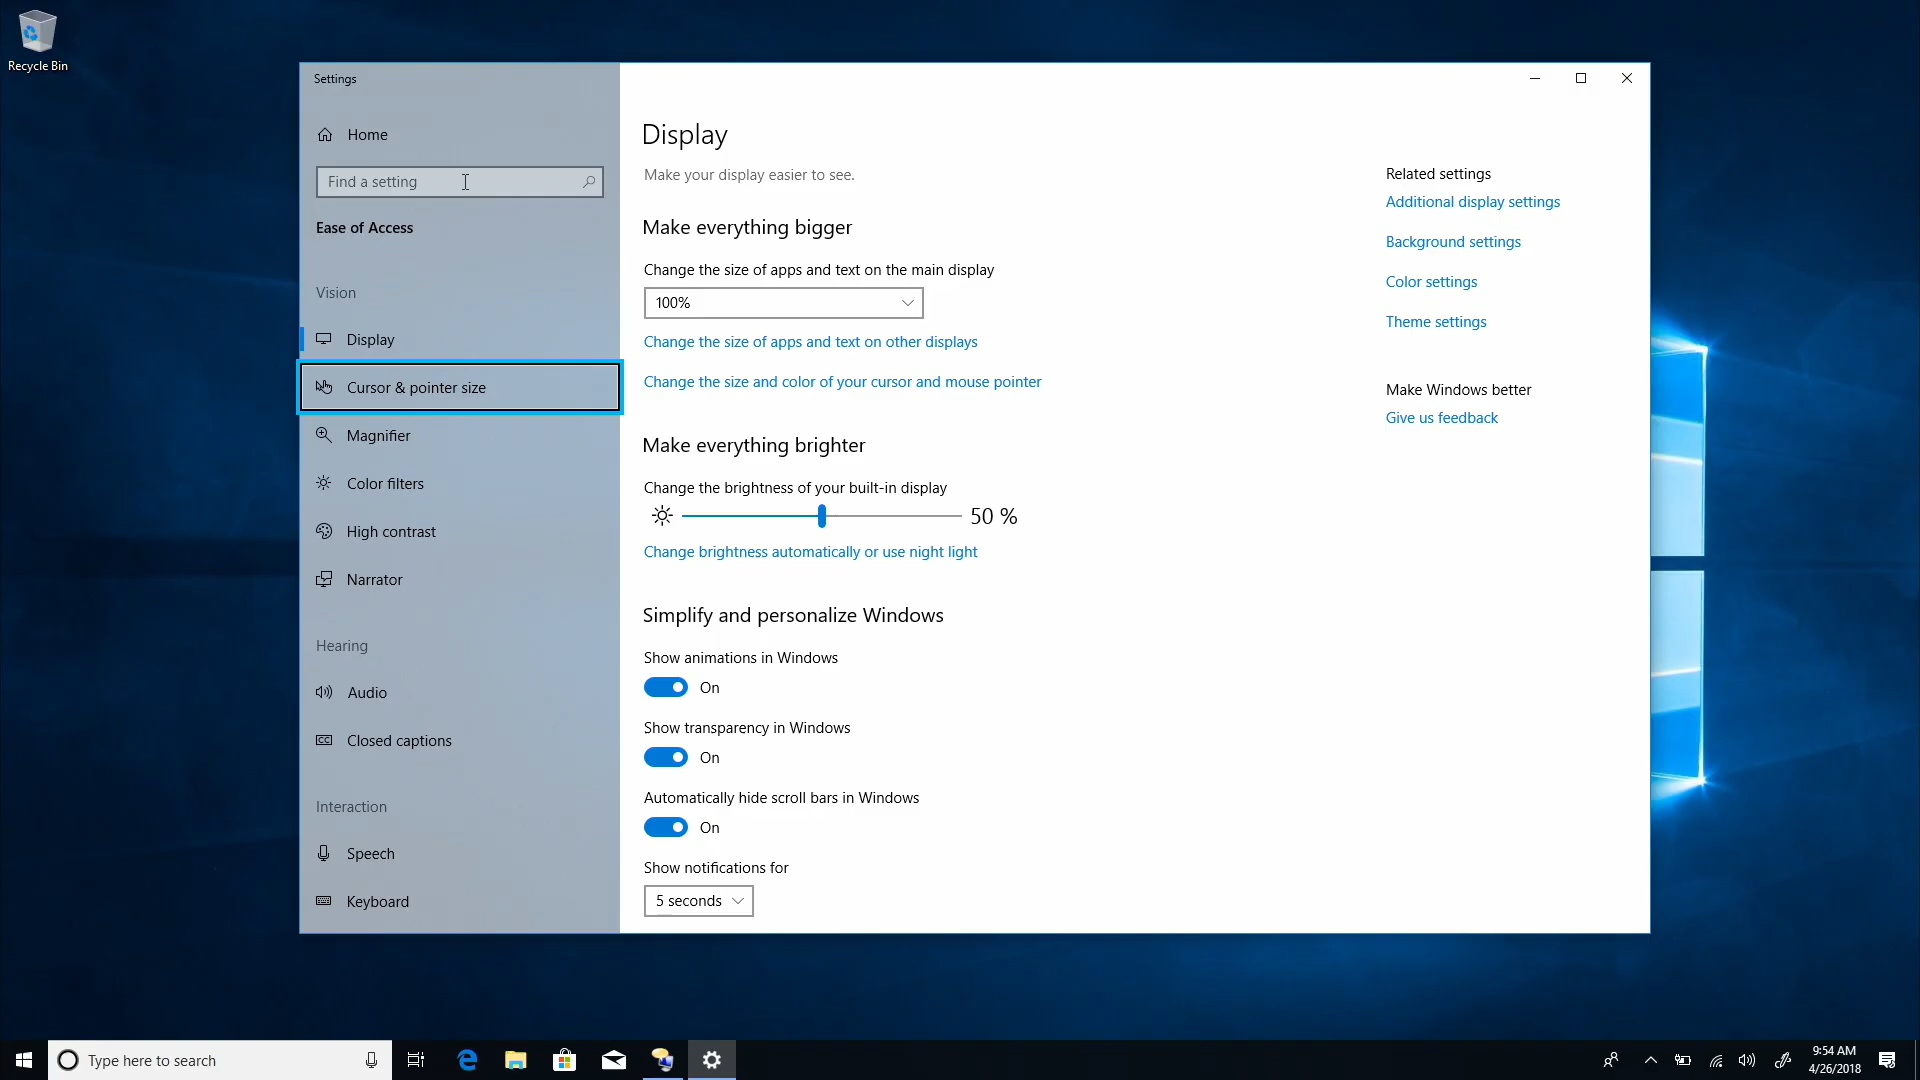 Recycle Bin
Settings
Home
Find a setting
Ease of Access
Vision
Display
Cursor & pointer size
Magnifier
Color filters
High contrast
Narrator
Hearing
Audio
Closed captions
Interaction
Speech
Keyboard
Display
Make your display easier to see.
Make everything bigger
Change the size of apps and text on the main display
100%
Change the size of apps and text on other displays
Change the size and color of your cursor and mouse pointer
Make everything brighter
Change the brightness of your built-in display
50 %
Change brightness automatically or use night light
Simplify and personalize Windows
Show animations in Windows
On
Show transparency in Windows
On
Automatically hide scroll bars in Windows
On
Show notifications for
5 seconds
Related settings
Additional display settings
Background settings
Color settings
Theme settings
Make Windows better
Give us feedback
Type here to search
9:54 AM
4/26/2018